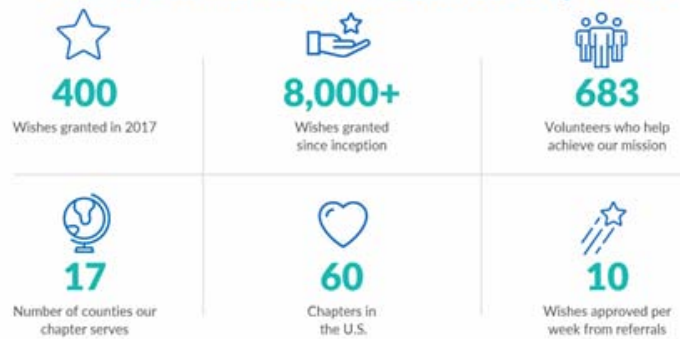 400
Wishes granted in 2017
8,000+
Wishes granted
since inception
683
Volunteers who help
achieve our mission
17
Number of counties our
chapter serves
60
Chapters in
the U.S.
10
Wishes approved per
week from referrals